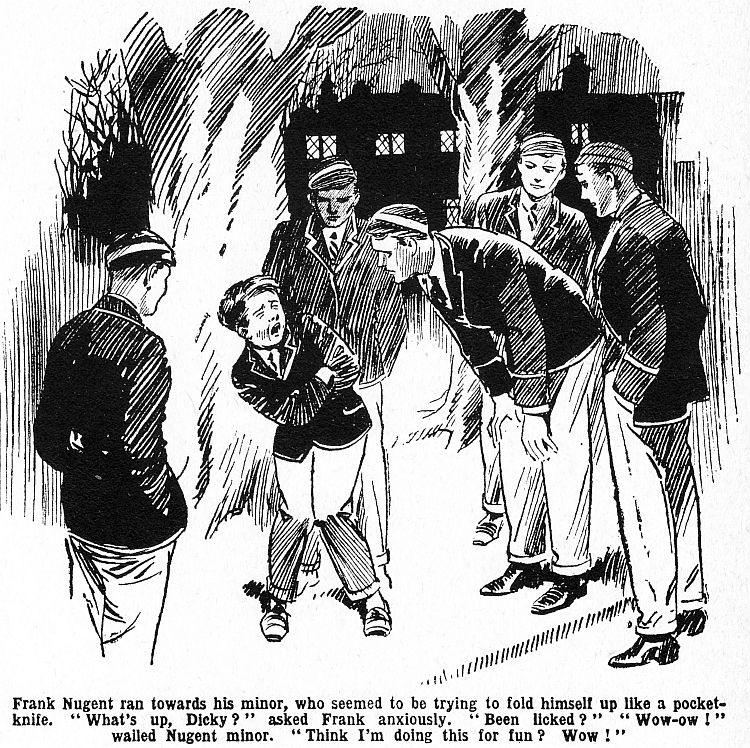 Frank Nugent ran towards his minor, who seemed to be trying to fold himself up like a pocket-
knife. "What's up, Dicky?" asked Frank anxiously. "Been licked?" "Wow-ow!"
wailed Nugent minor. "Think I'm doing this for fun? Wow!"